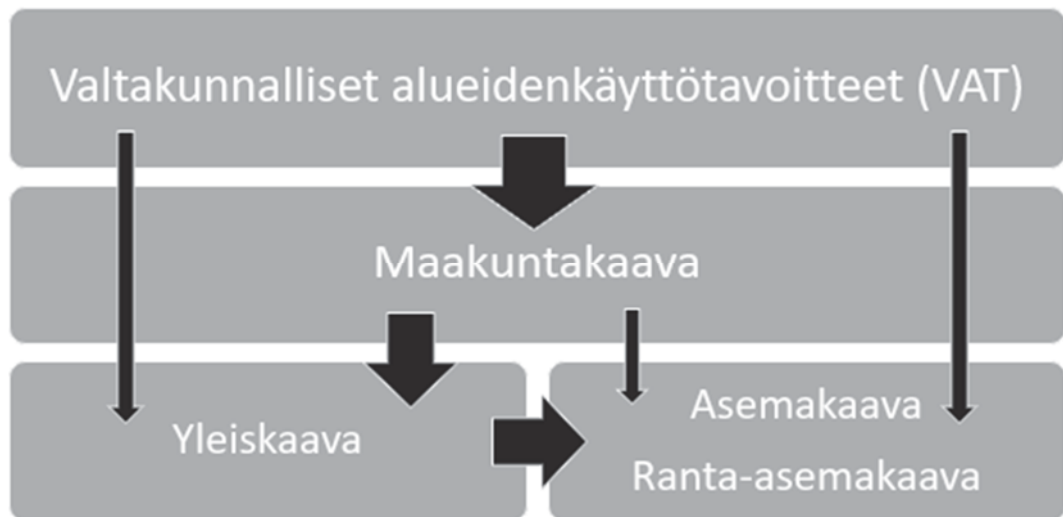 Valtakunnalliset alueidenkäyttötavoitteet (VAT)
Maakuntakaava
Yleiskaava
Asemakaava
Ranta-asemakaava